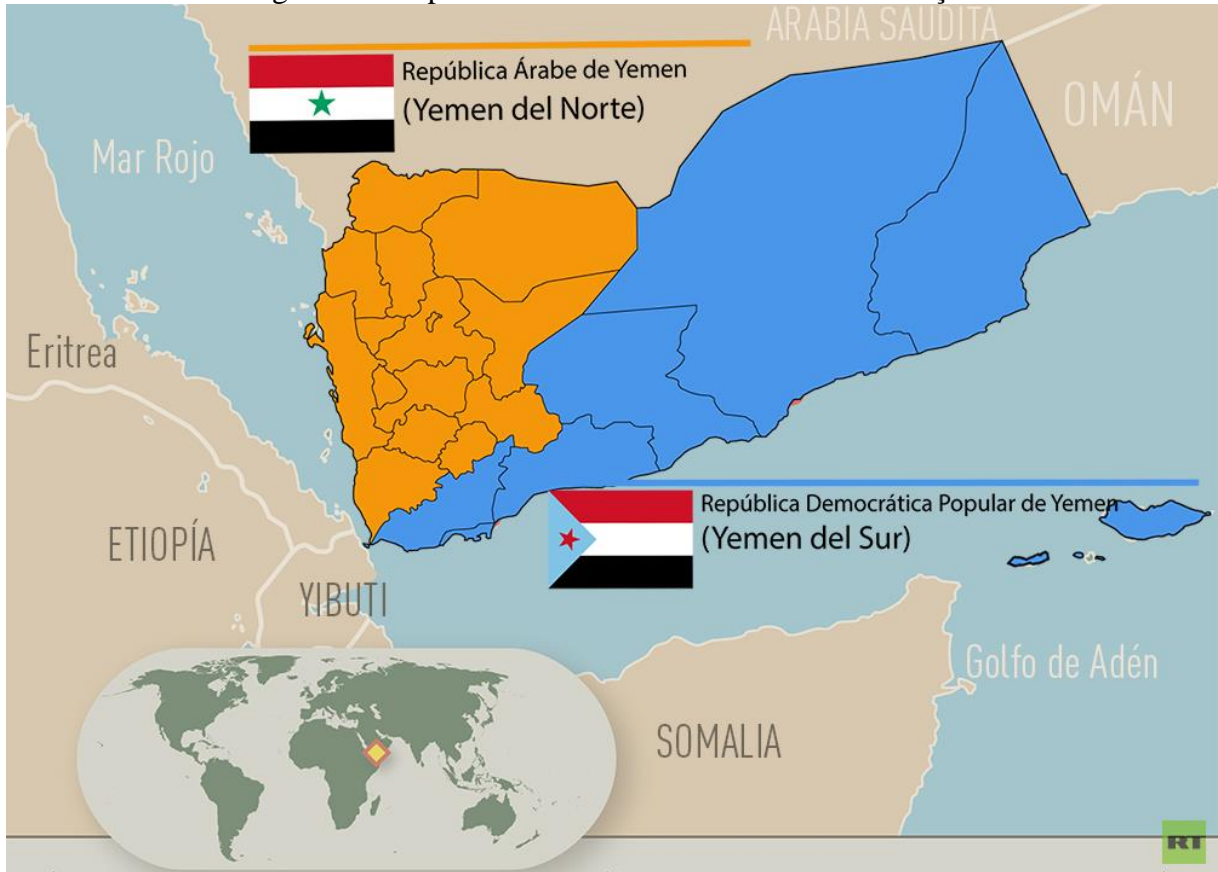 ARABIA SAUDITA
República Árabe de Yemen
(Yemen del Norte)
OMÁN
Mar Rojo
Eritrea
República Democrática Popular de Yemen
(Yemen del Sur)
ETIOPÍA
YIBUTI
Golfo de Adén
SOMALIA
RT